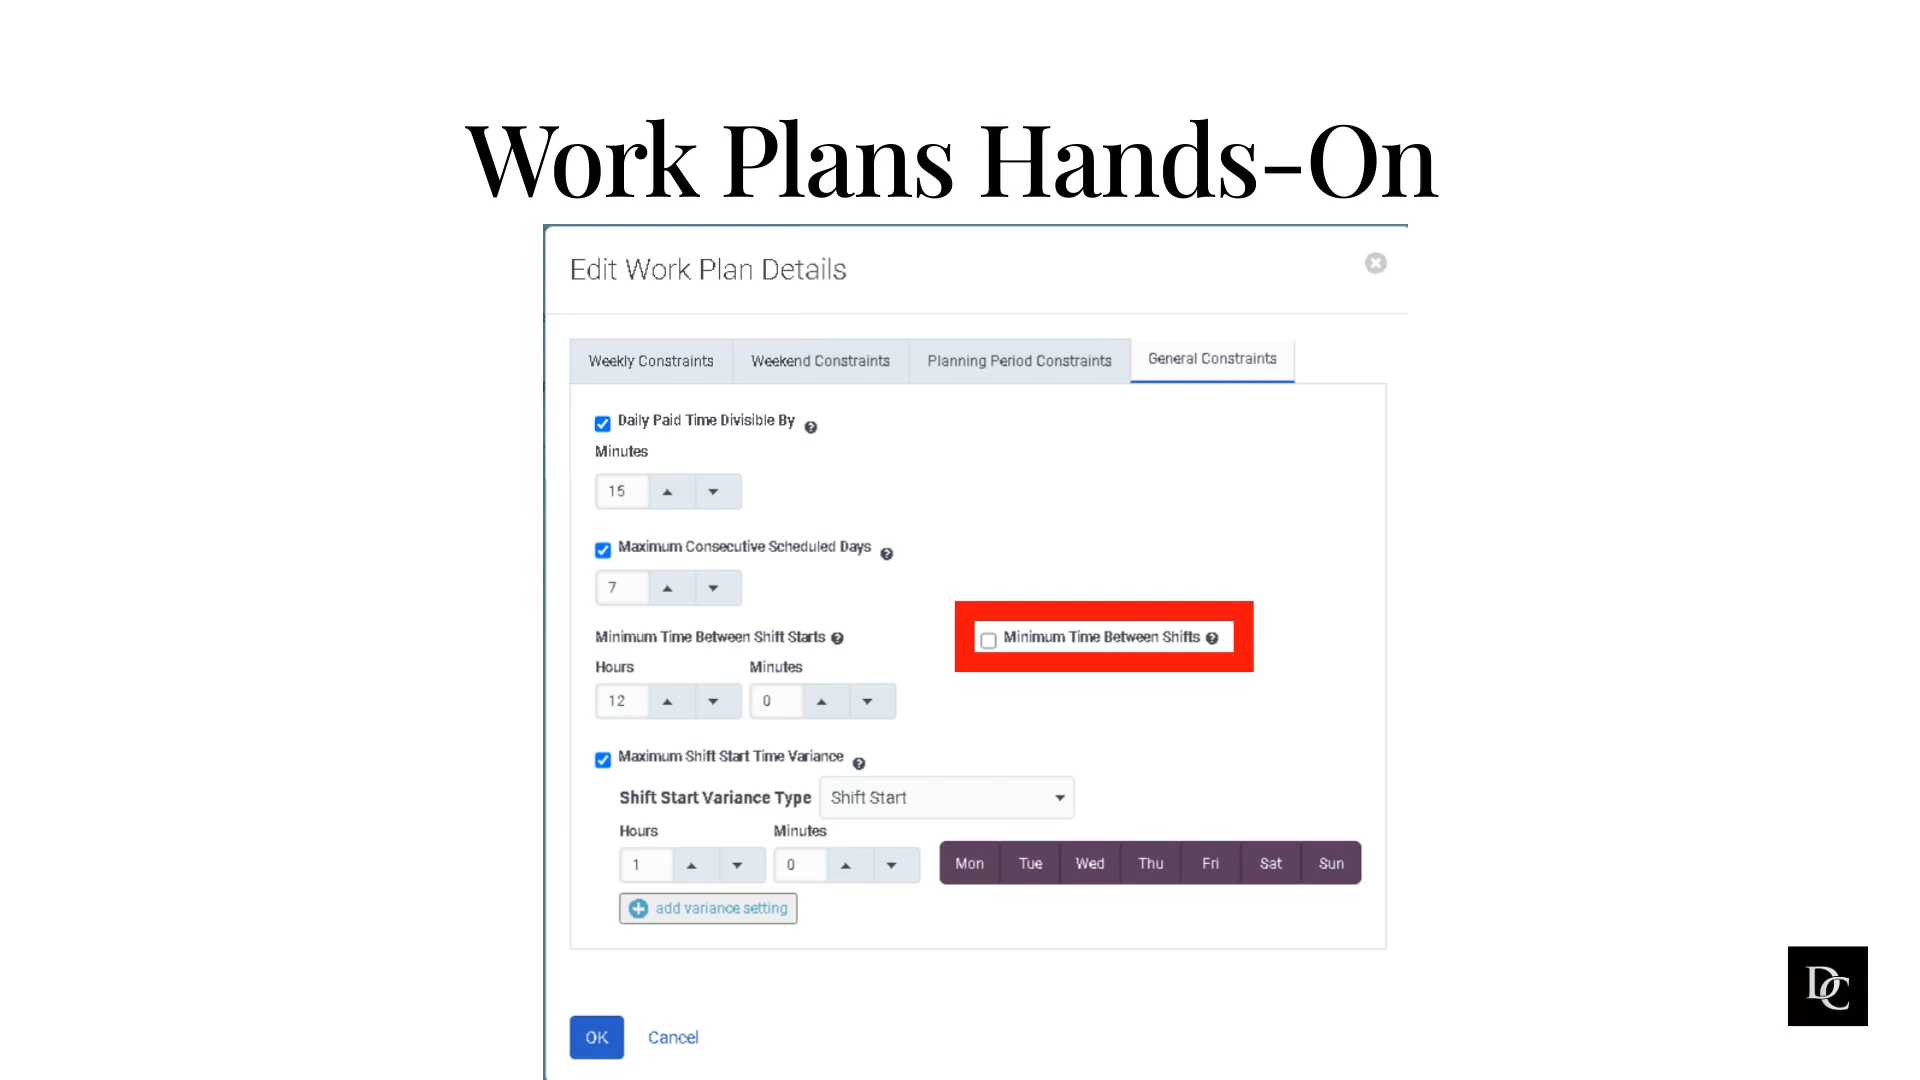 Work Plans Hands-On
Edit Work Plan Details
Weekly Constraints Weekend Constraints Planning Period Constraints General Constraints
Daily Paid Time Divisible By
Minutes
15
Maximum Consecutive Scheduled Days
7
Minimum Time Between Shift Starts Minimum Time Between Shifts
Hours Minutes
12 0
Maximum Shift Start Time Variance
Shift Start Variance Type Shift Start
Hours Minutes
1 0 Mon Tue Wed Thu Fri Sat Sun
add variance setting
OK Cancel
DC